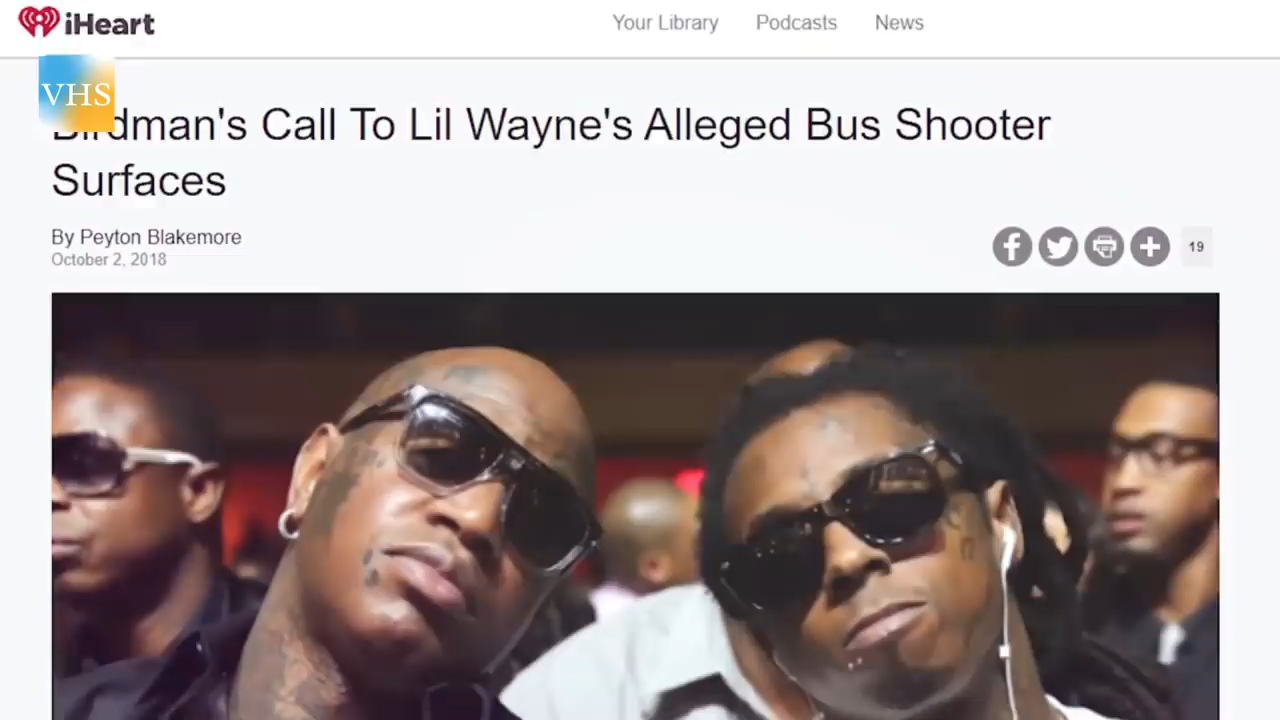 iHeart
Your Library Podcasts News
VHS
Birdman's Call To Lil Wayne's Alleged Bus Shooter
Surfaces
By Peyton Blakemore
October 2, 2018
19